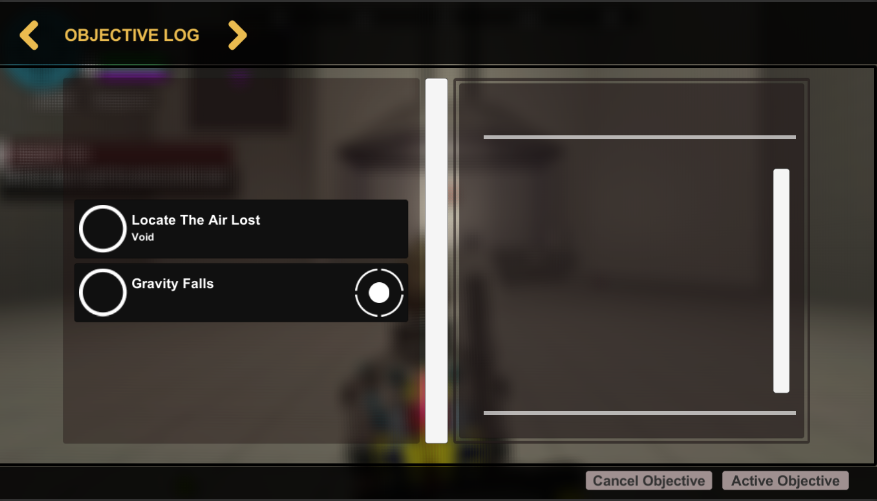 OBJECTIVE LOG
Locate The Air Lost
Void
Gravity Falls
Cancel Objective
Active Objective